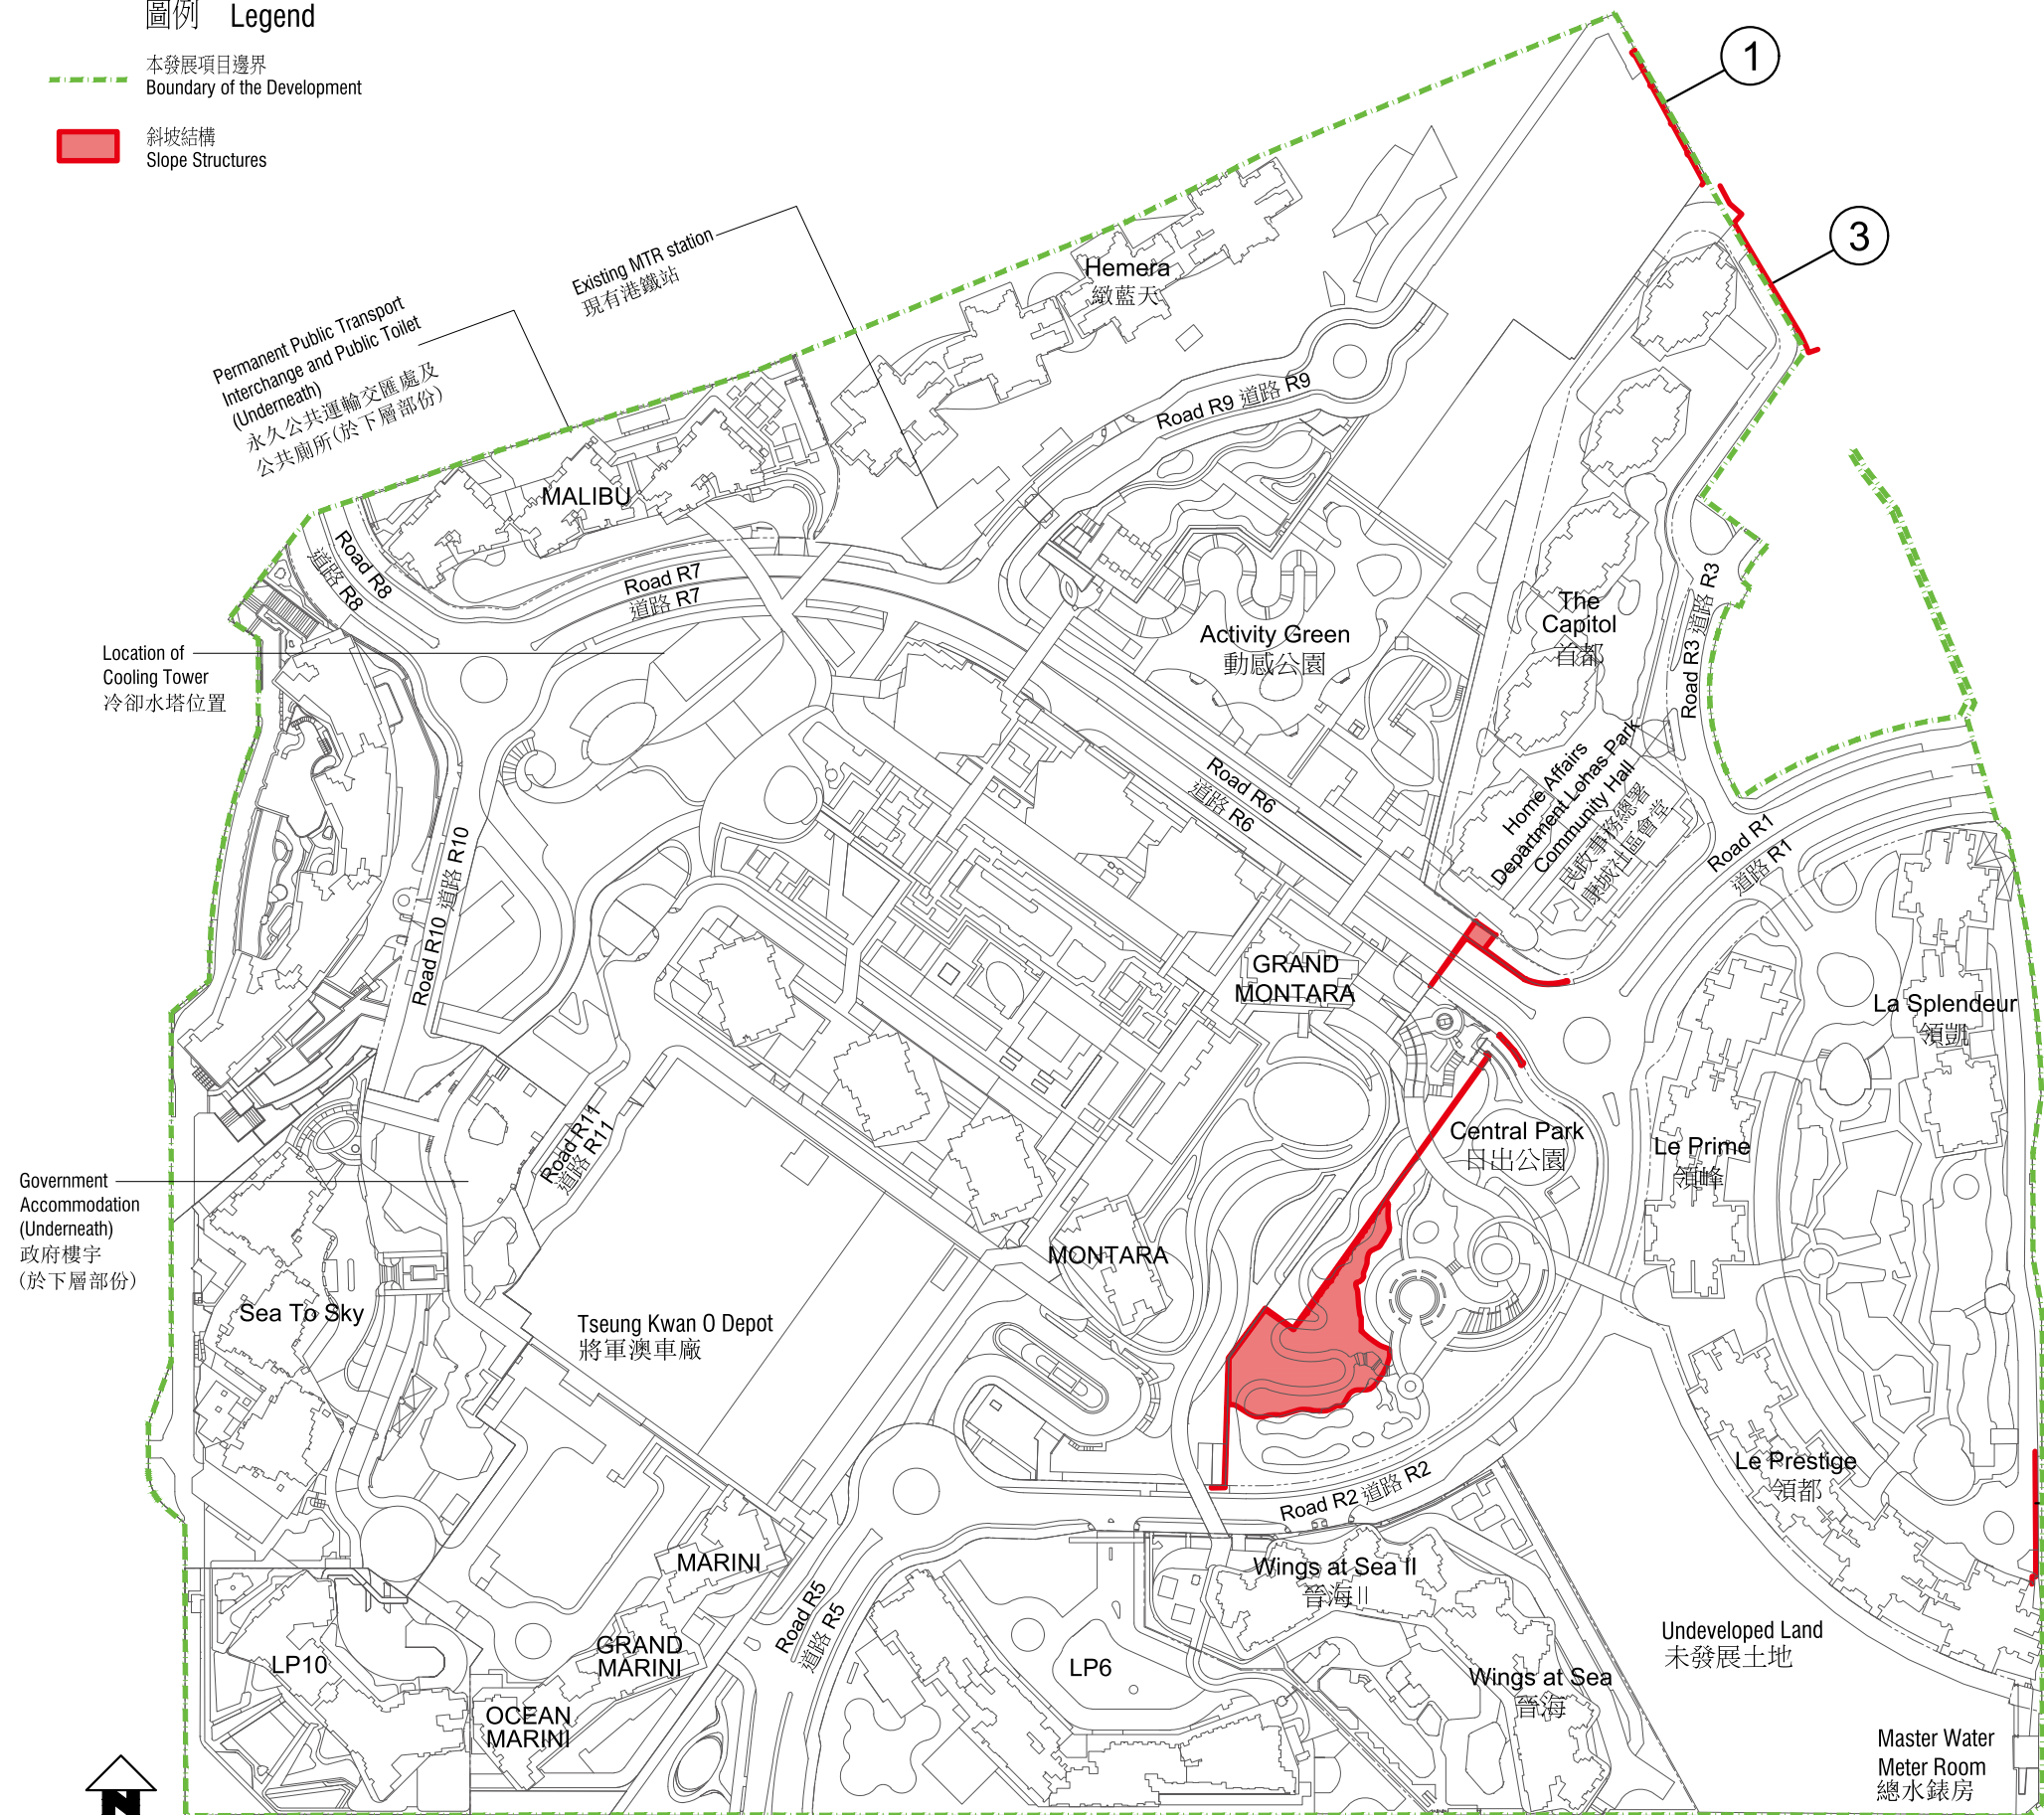 圖例 Legend
本發展項目邊界
Boundary of the Development
斜坡結構
Slope Structures
1
3
Existing MTR station
現有港鐵站
Permanent Public Transport
Interchange and Public Toilet
(Underneath)
永久公共運輸交匯處及
公共廁所(於下層部份)
Hemera
緻藍天
MALIBU
Road R9 道路 R9
Road R8
道路 R8
Road R7
道路 R7
Location of
Cooling Tower
冷卻水塔位置
Activity Green
動感公園
The
Capitol
首都
Road R3 道路 R3
Home Affairs
Department Lohas Park
Community Hall
民政事務總署
康城社區會堂
Road R6
道路 R6
Road R1
道路 R1
Road R10 道路 R10
GRAND
MONTARA
La Splendeur
領凱
Road R11
道路 R11
Central Park
日出公園
Le Prime
領峰
Government
Accommodation
(Underneath)
政府樓宇
(於下層部份)
MONTARA
Sea To Sky
Tseung Kwan O Depot
將軍澳車廠
Le Prestige
領都
Road R2 道路 R2
MARINI
Wings at Sea II
晉海II
Road R5
道路 R5
GRAND
MARINI
Undeveloped Land
未發展土地
LP10
LP6
Wings at Sea
晉海
OCEAN
MARINI
Master Water
Meter Room
總水錶房
N